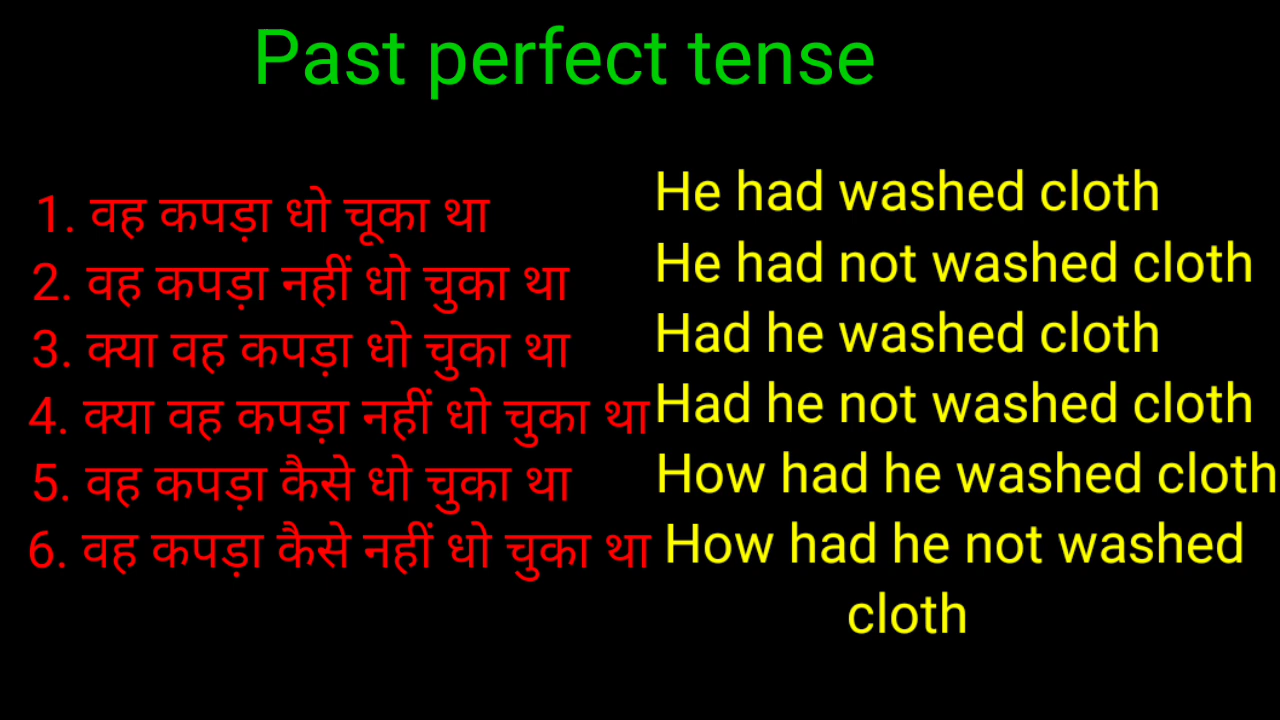 Past perfect tense
1. वह कपड़ा धो चूका था
2. वह कपड़ा नहीं धो चुका था
3. क्या वह कपड़ा धो चुका था
4. क्या वह कपड़ा नहीं धो चुका था
5. वह कपड़ा कैसे धो चुका था
6. वह कपड़ा कैसे नहीं धो चुका था
He had washed cloth
He had not washed cloth
Had he washed cloth
Had he not washed cloth
How had he washed cloth
How had he not washed
cloth